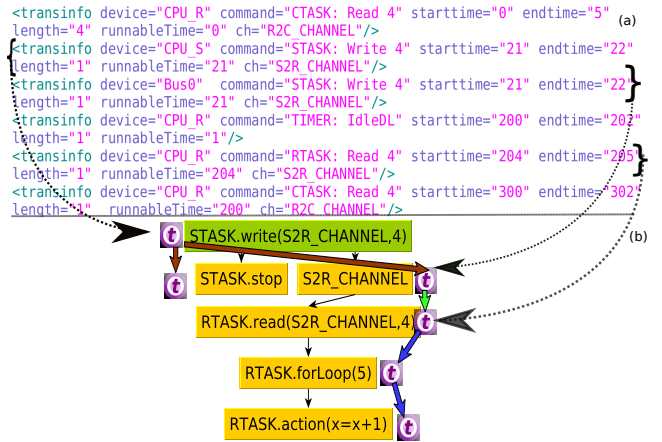 <transinfo device="CPU_R" command="CTASK: Read 4" starttime="0" endtime="5"
(a)
length="4" runnableTime="0" ch="R2C_CHANNEL"/>
<transinfo device="CPU_S" command="STASK: Write 4" starttime="21" endtime="22"
length="1" runnableTime="21" ch="S2R_CHANNEL"/>
<transinfo device="Bus0" command="STASK: Write 4" starttime="21" endtime="22"
length="1" runnableTime="21" ch="S2R_CHANNEL"/>
<transinfo device="CPU_R" command="TIMER: IdleDL" starttime="200" endtime="202"
length="1" runnableTime="1"/>
<transinfo device="CPU_R" command="RTASK: Read 4" starttime="204" endtime="205"
length="1" runnableTime="204" ch="S2R_CHANNEL"/>
<transinfo device="CPU_R" command="CTASK: Read 4" starttime="300" endtime="302"
length="1" runnableTime="200" ch="R2C_CHANNEL"/>
(b)
t STASK.write(S2R_CHANNEL,4)
t STASK.stop S2R_CHANNEL t
RTASK.read(S2R_CHANNEL,4) t
RTASK.forLoop(5) t
RTASK.action(x=x+1) t